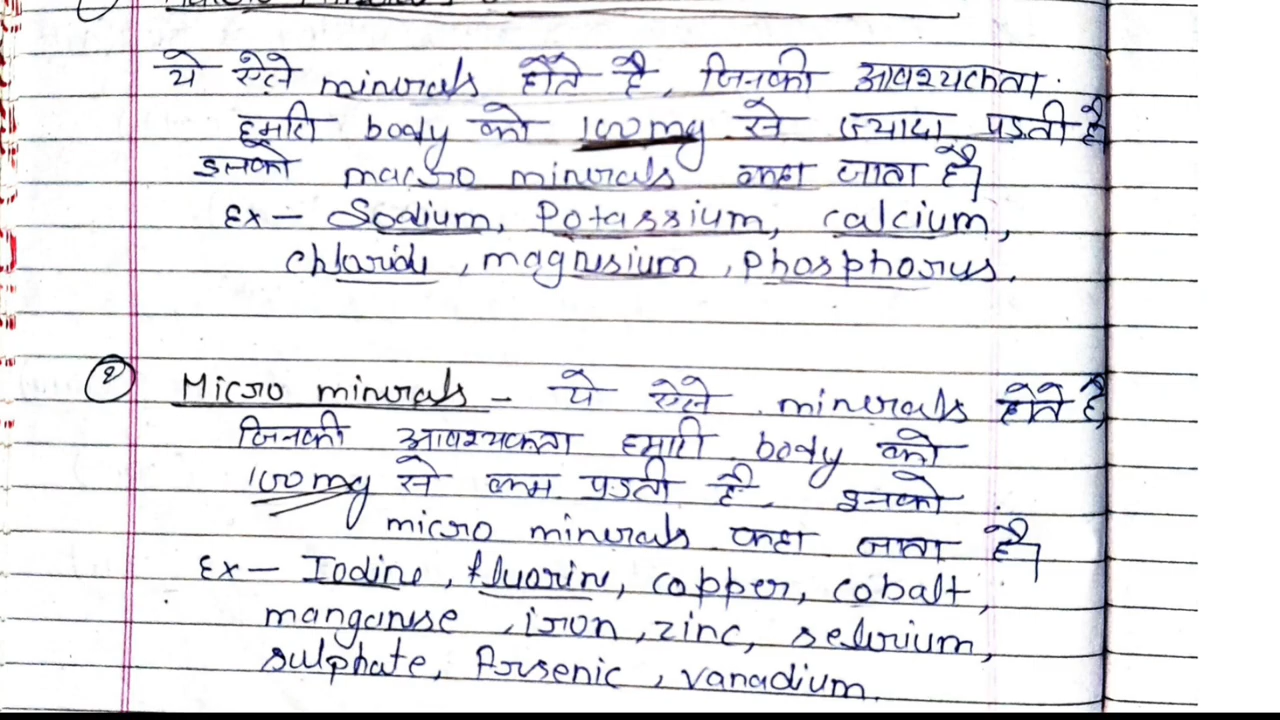 ये ऐसे minerals होते है, जिनकी आवश्यकता
हमारी body को 100mg से ज्यादा पडती है
इनको macro minerals कहा जाता है।
Ex - Sodium, Potassium, calcium,
chloride, magnesium, phosphorus.
② Micro minerals - ये ऐसे minerals होते है
जिनकी आवश्यकता हमारी body को
100mg से कम पडती है. इनको
micro minerals कहा जाता है।
Ex - Iodine, fluorine, copper, cobalt,
manganese, iron, zinc, selenium,
sulphate, Arsenic, vanadium.